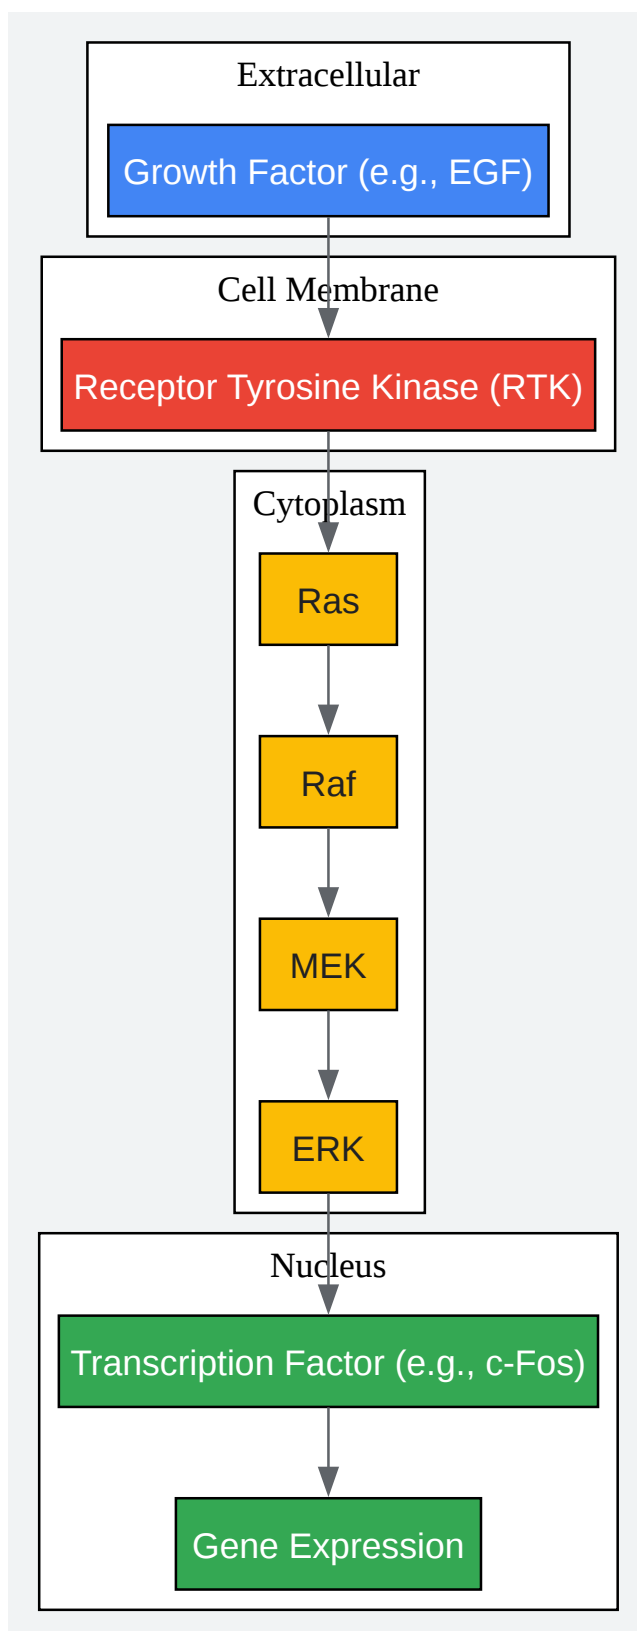 Extracellular
Growth Factor (e.g., EGF)
Cell Membrane
Receptor Tyrosine Kinase (RTK)
Cytoplasm
Ras
Raf
MEK
ERK
Nucleus
Transcription Factor (e.g., c-Fos)
Gene Expression